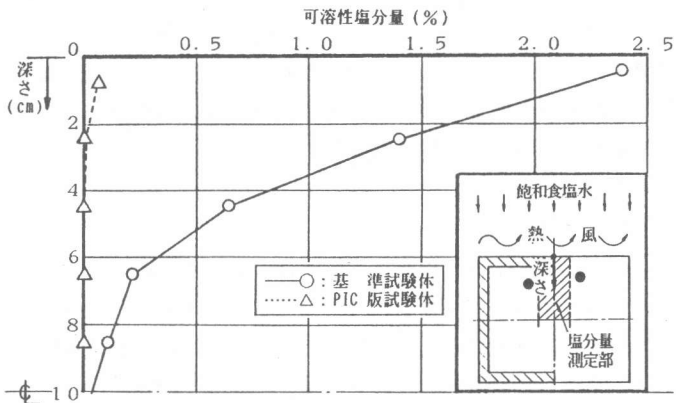 可溶性塩分量(%)
0 0.5 1.0 1.5 2.0 2.5
深さ
(cm)
2
4
6
8
℄ 10
—○—:基 準試験体
……△……:PIC 版試験体
飽和食塩水
熱 風
深さ
塩分量
測定部